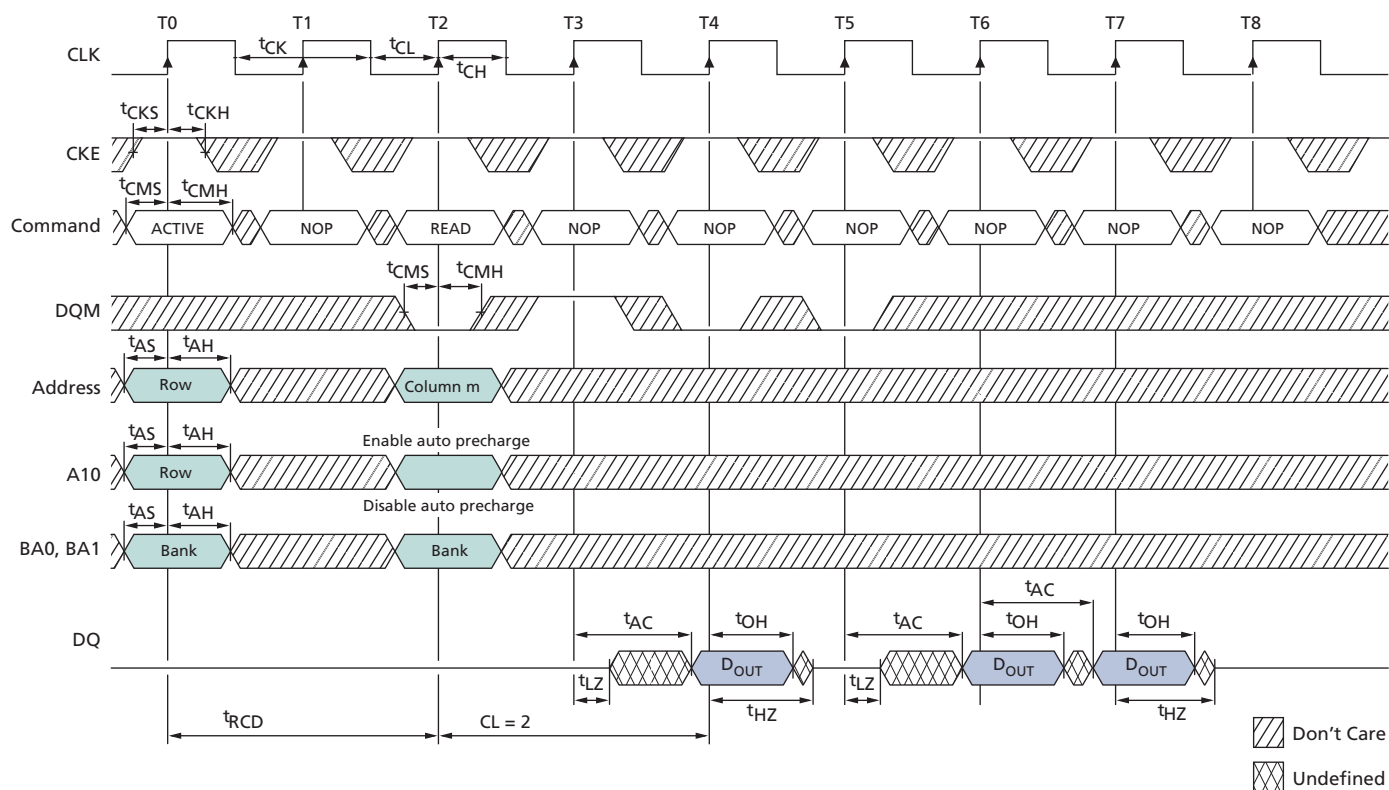 T0 T1 T2 T3 T4 T5 T6 T7 T8
CLK
tCK tCL
tCH
tCKS tCKH
CKE
tCMS tCMH
Command ACTIVE NOP READ NOP NOP NOP NOP NOP NOP
tCMS tCMH
DQM
tAS tAH
Address Row Column m
tAS tAH Enable auto precharge
A10 Row
Disable auto precharge
tAS tAH
BA0, BA1 Bank Bank
tAC
tAC tOH tAC tOH tOH
DQ
DOUT DOUT DOUT
tLZ tLZ
tHZ tHZ
tRCD CL = 2
Don't Care
Undefined